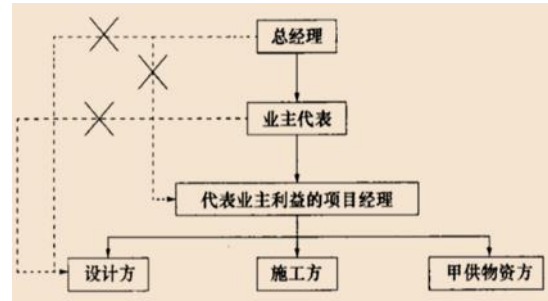 总经理
业主代表
代表业主利益的项目经理
设计方
施工方
甲供物资方